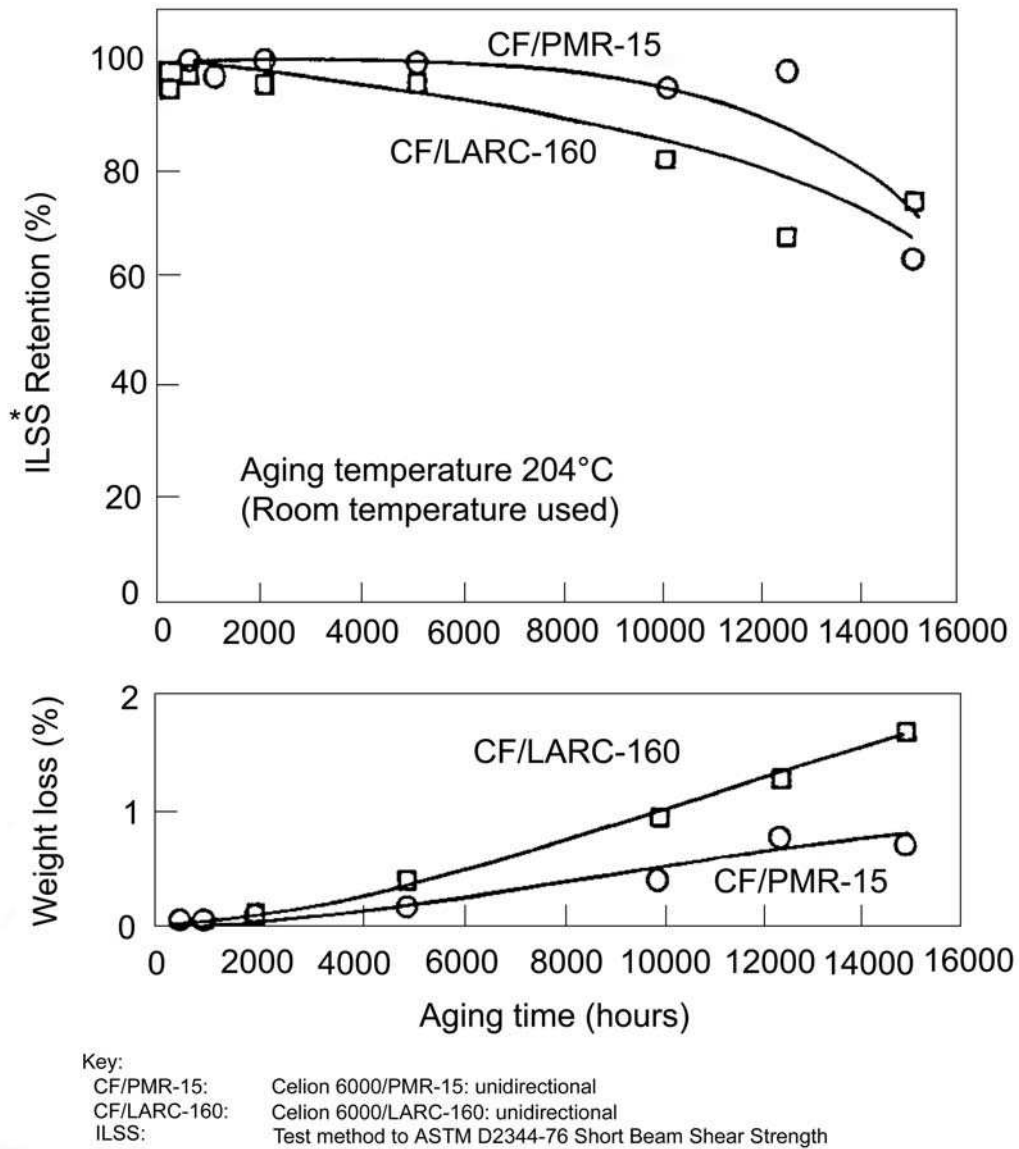 100
80
60
40
20
0
ILSS* Retention (%)
CF/PMR-15
CF/LARC-160
Aging temperature 204°C
(Room temperature used)
0 2000 4000 6000 8000 10000 12000 14000 16000
2
1
0
Weight loss (%)
CF/LARC-160
CF/PMR-15
0 2000 4000 6000 8000 10000 12000 14000 16000
Aging time (hours)
Key:
CF/PMR-15: Celion 6000/PMR-15: unidirectional
CF/LARC-160: Celion 6000/LARC-160: unidirectional
ILSS: Test method to ASTM D2344-76 Short Beam Shear Strength